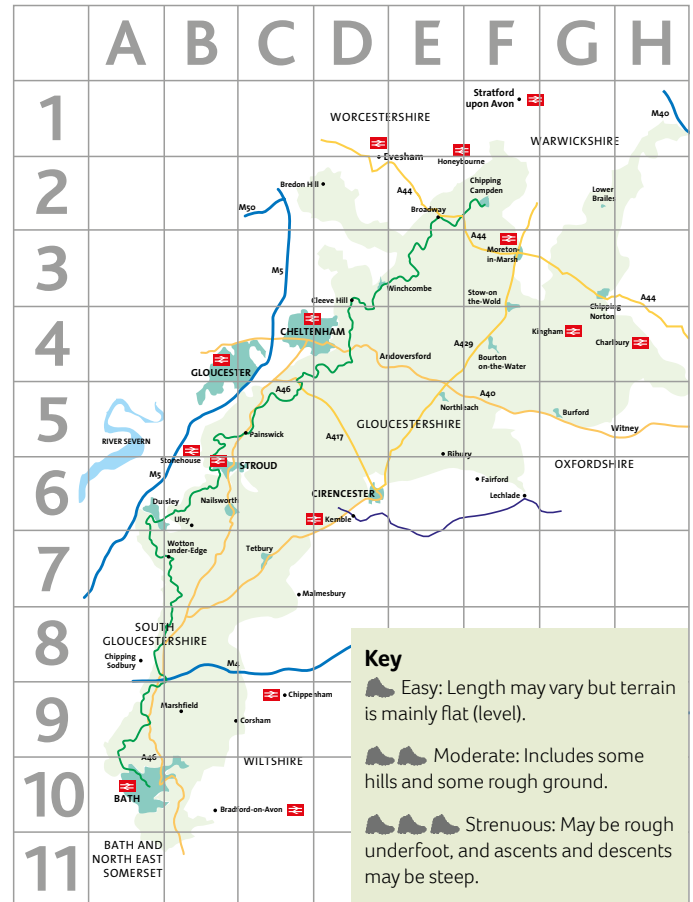 A B C D E F G H
1
Stratford
upon Avon
M40
WORCESTERSHIRE
WARWICKSHIRE
Honeybourne
Evesham
2
Bredon Hill
Chipping
Campden
A44
Lower
Brailes
M50
Broadway
A44
3
Moreton-
in-Marsh
M5
Winchcombe
Stow-on
the-Wold
Cleeve Hill
A44
Chipping
Norton
4
CHELTENHAM
Kingham
Charlbury
A429
Andoversford
Bourton
on-the-Water
GLOUCESTER
A46
A40
5
Northleach
Burford
GLOUCESTERSHIRE
Witney
RIVER SEVERN
Painswick
A417
Bibury
Stonehouse
STROUD
OXFORDSHIRE
6
M5
Fairford
CIRENCESTER
Lechlade
Dursley
Nailsworth
Uley
Kemble
7
Wotton
under-Edge
Tetbury
Malmesbury
8
SOUTH
GLOUCESTERSHIRE
Chipping
Sodbury
M4
9
Chippenham
Marshfield
Corsham
A46
WILTSHIRE
10
BATH
Bradford-on-Avon
11
BATH AND
NORTH EAST
SOMERSET
Key
Easy: Length may vary but terrain
is mainly flat (level).
Moderate: Includes some
hills and some rough ground.
Strenuous: May be rough
underfoot, and ascents and descents
may be steep.